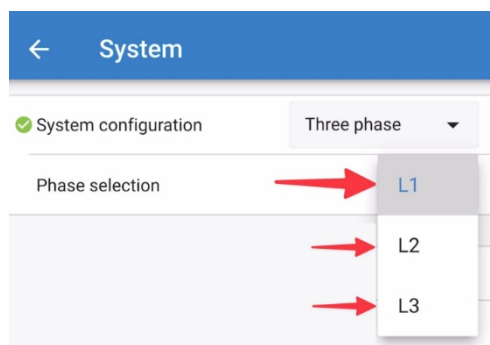 System
System configuration Three phase
Phase selection L1
L2
L3